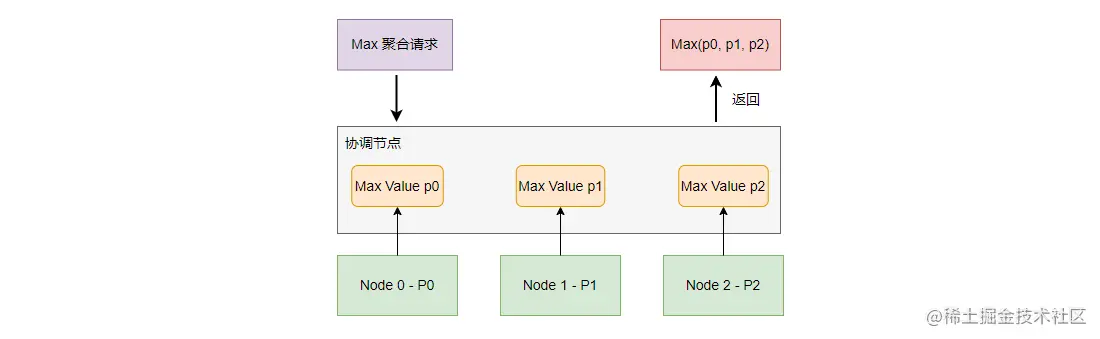 Max 聚合请求
Max(p0, p1, p2)
返回
协调节点
Max Value p0
Max Value p1
Max Value p2
Node 0 - P0
Node 1 - P1
Node 2 - P2
@稀土掘金技术社区